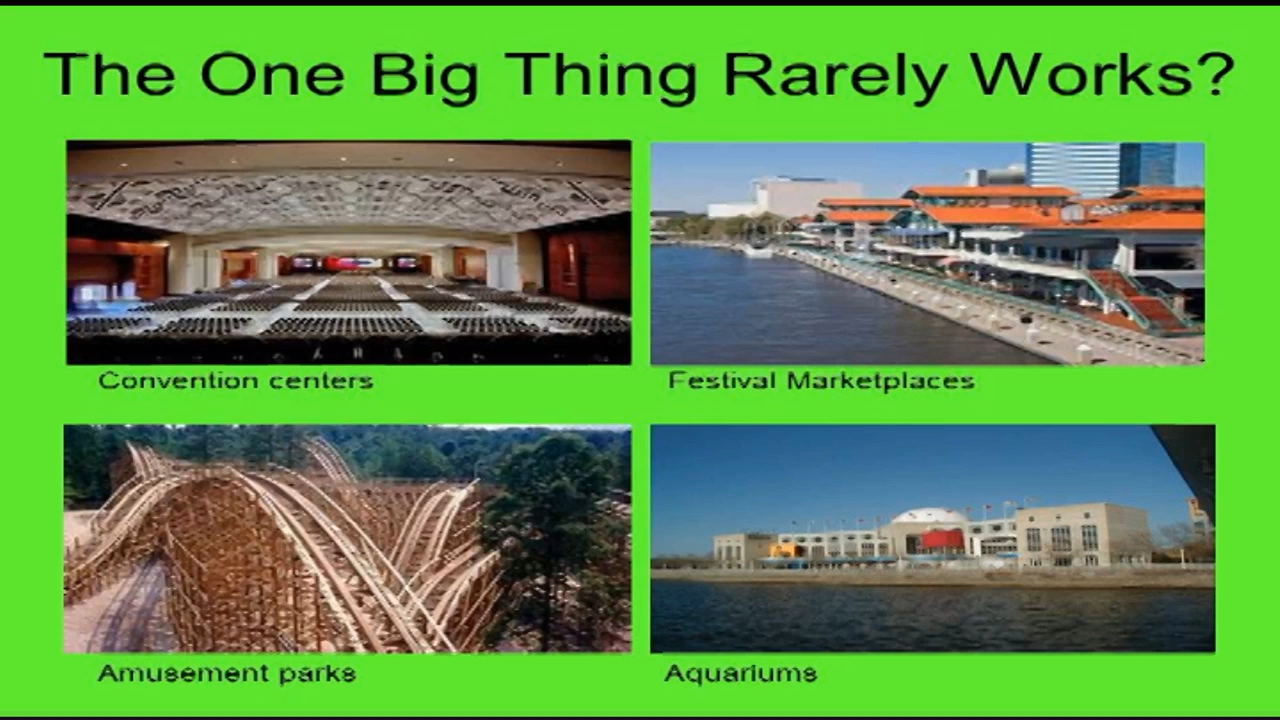 The One Big Thing Rarely Works?
Convention centers
Festival Marketplaces
Amusement parks
Aquariums